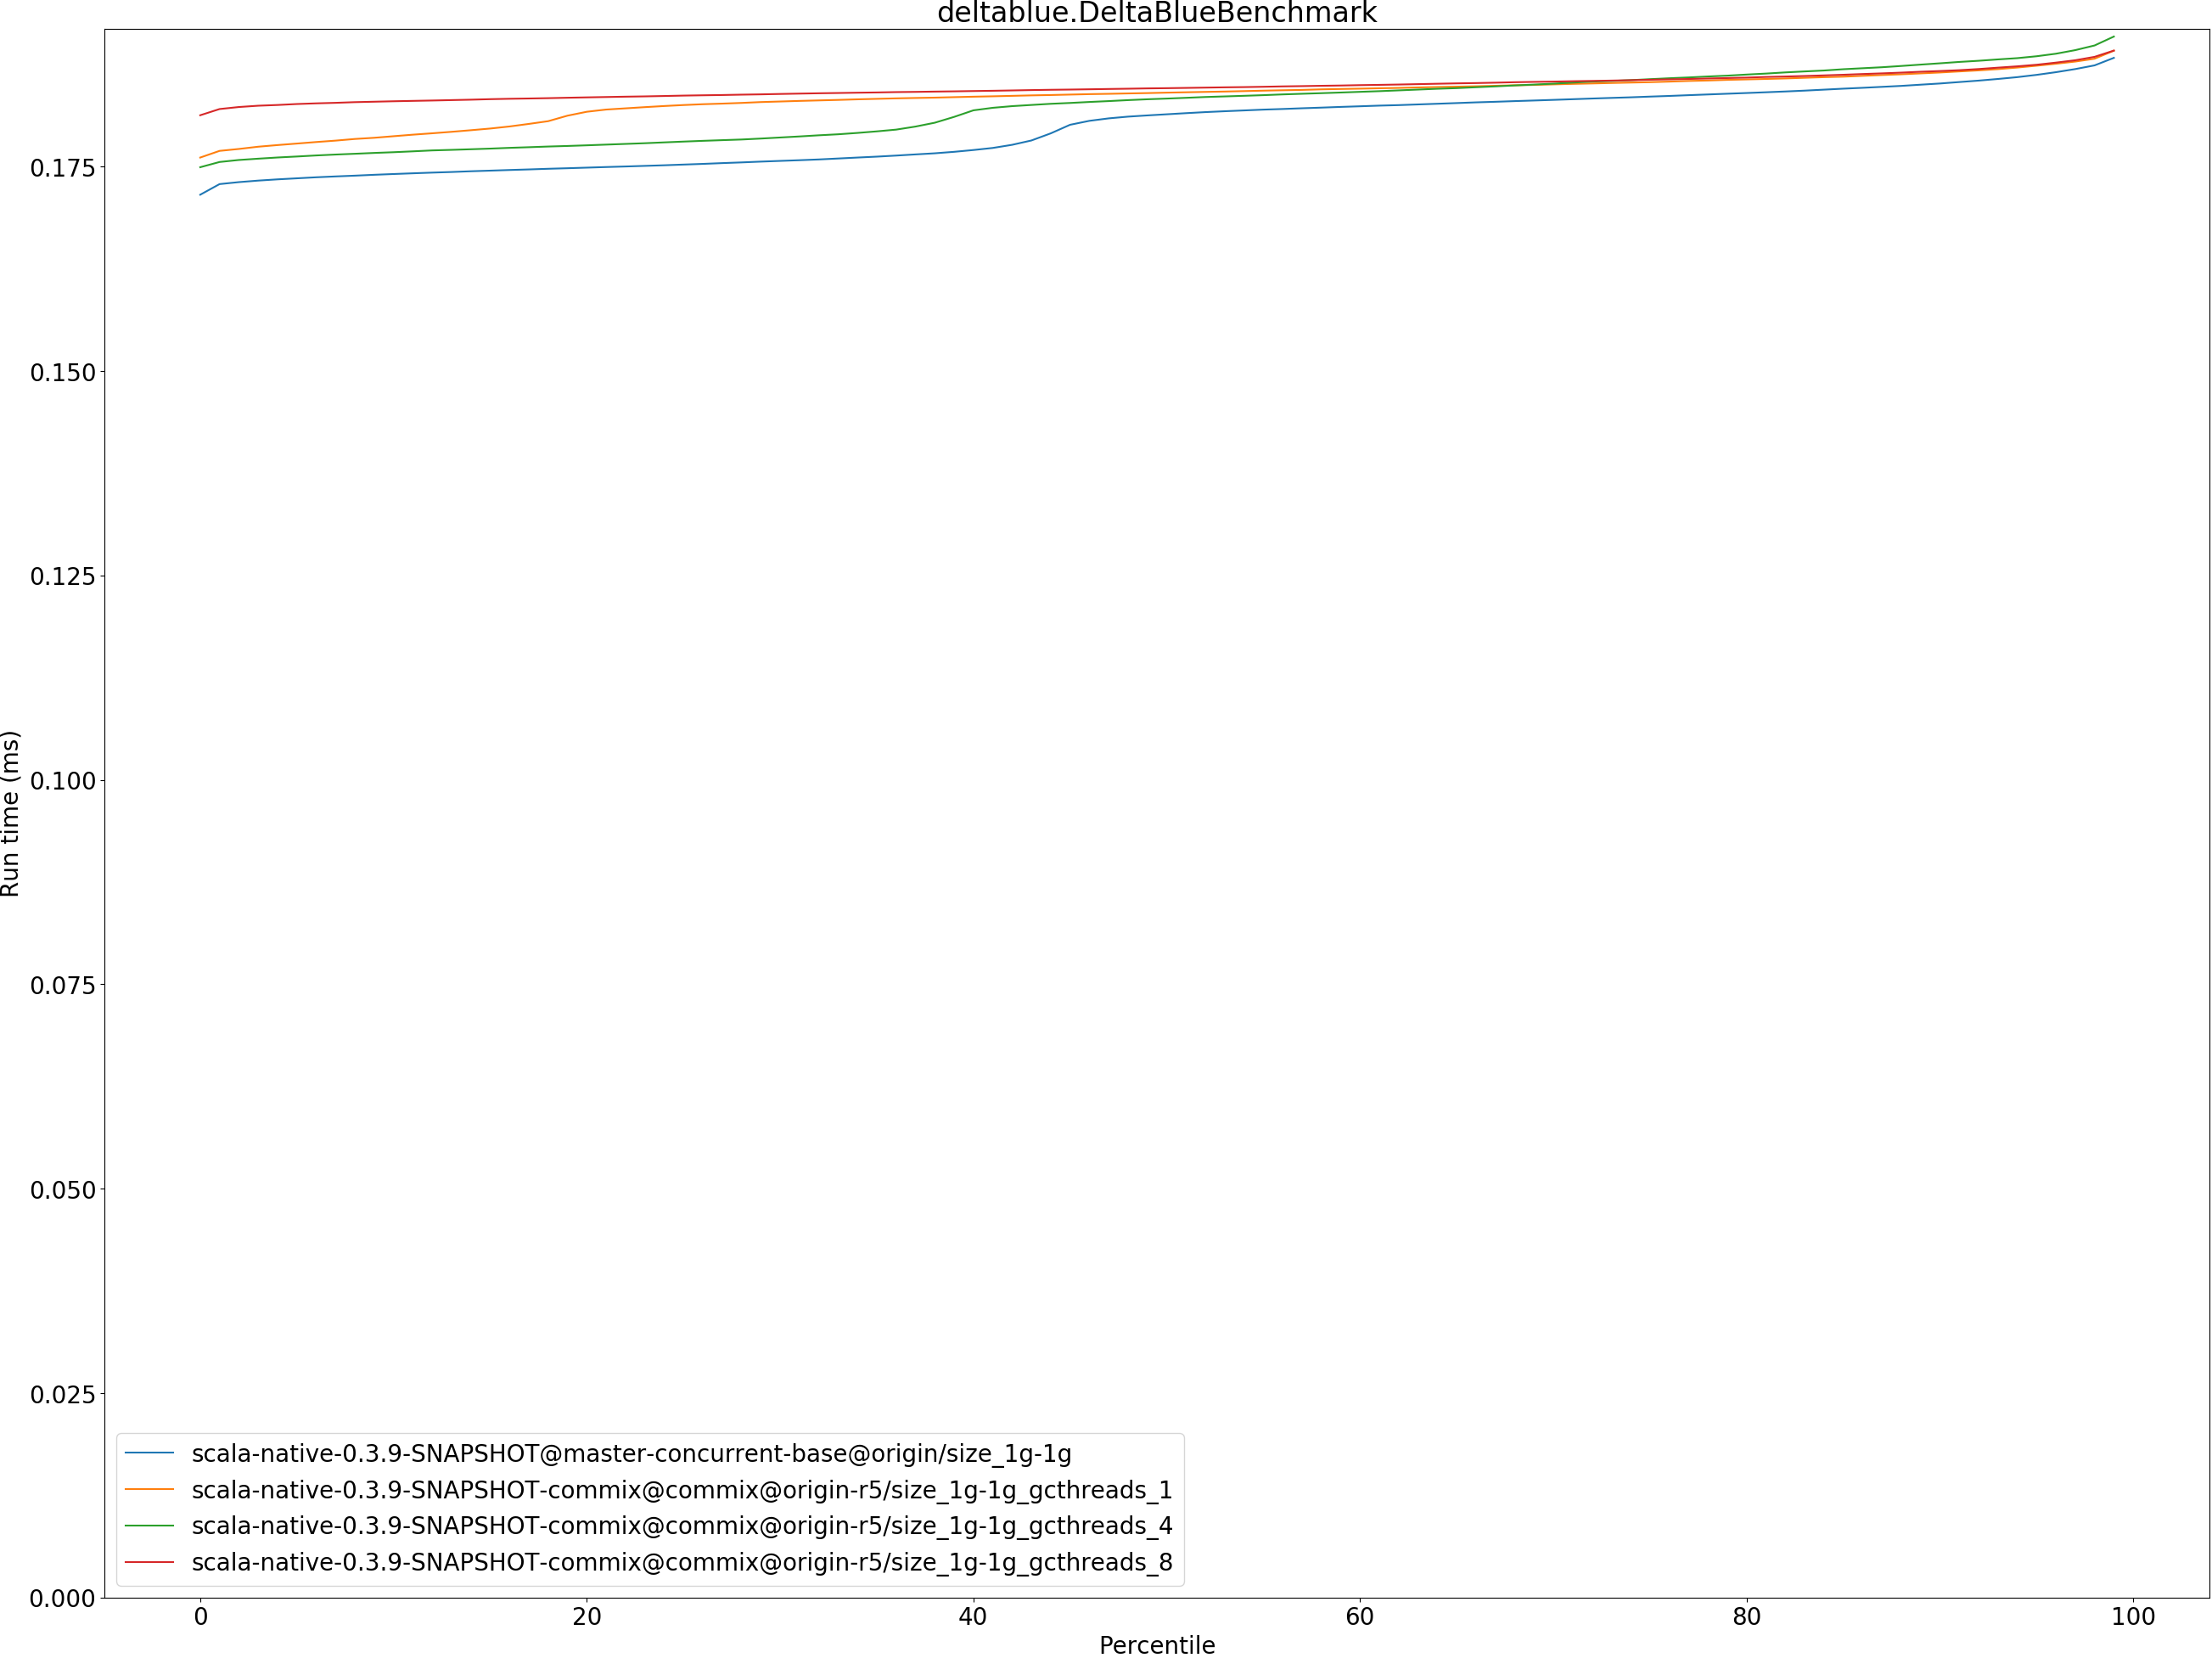 deltablue.DeltaBlueBenchmark
Run time (ms)
0.175
0.150
0.125
0.100
0.075
0.050
0.025
0.000
scala-native-0.3.9-SNAPSHOT@master-concurrent-base@origin/size_1g-1g
scala-native-0.3.9-SNAPSHOT-commix@commix@origin-r5/size_1g-1g_gcthreads_1
scala-native-0.3.9-SNAPSHOT-commix@commix@origin-r5/size_1g-1g_gcthreads_4
scala-native-0.3.9-SNAPSHOT-commix@commix@origin-r5/size_1g-1g_gcthreads_8
0 20 40 60 80 100
Percentile